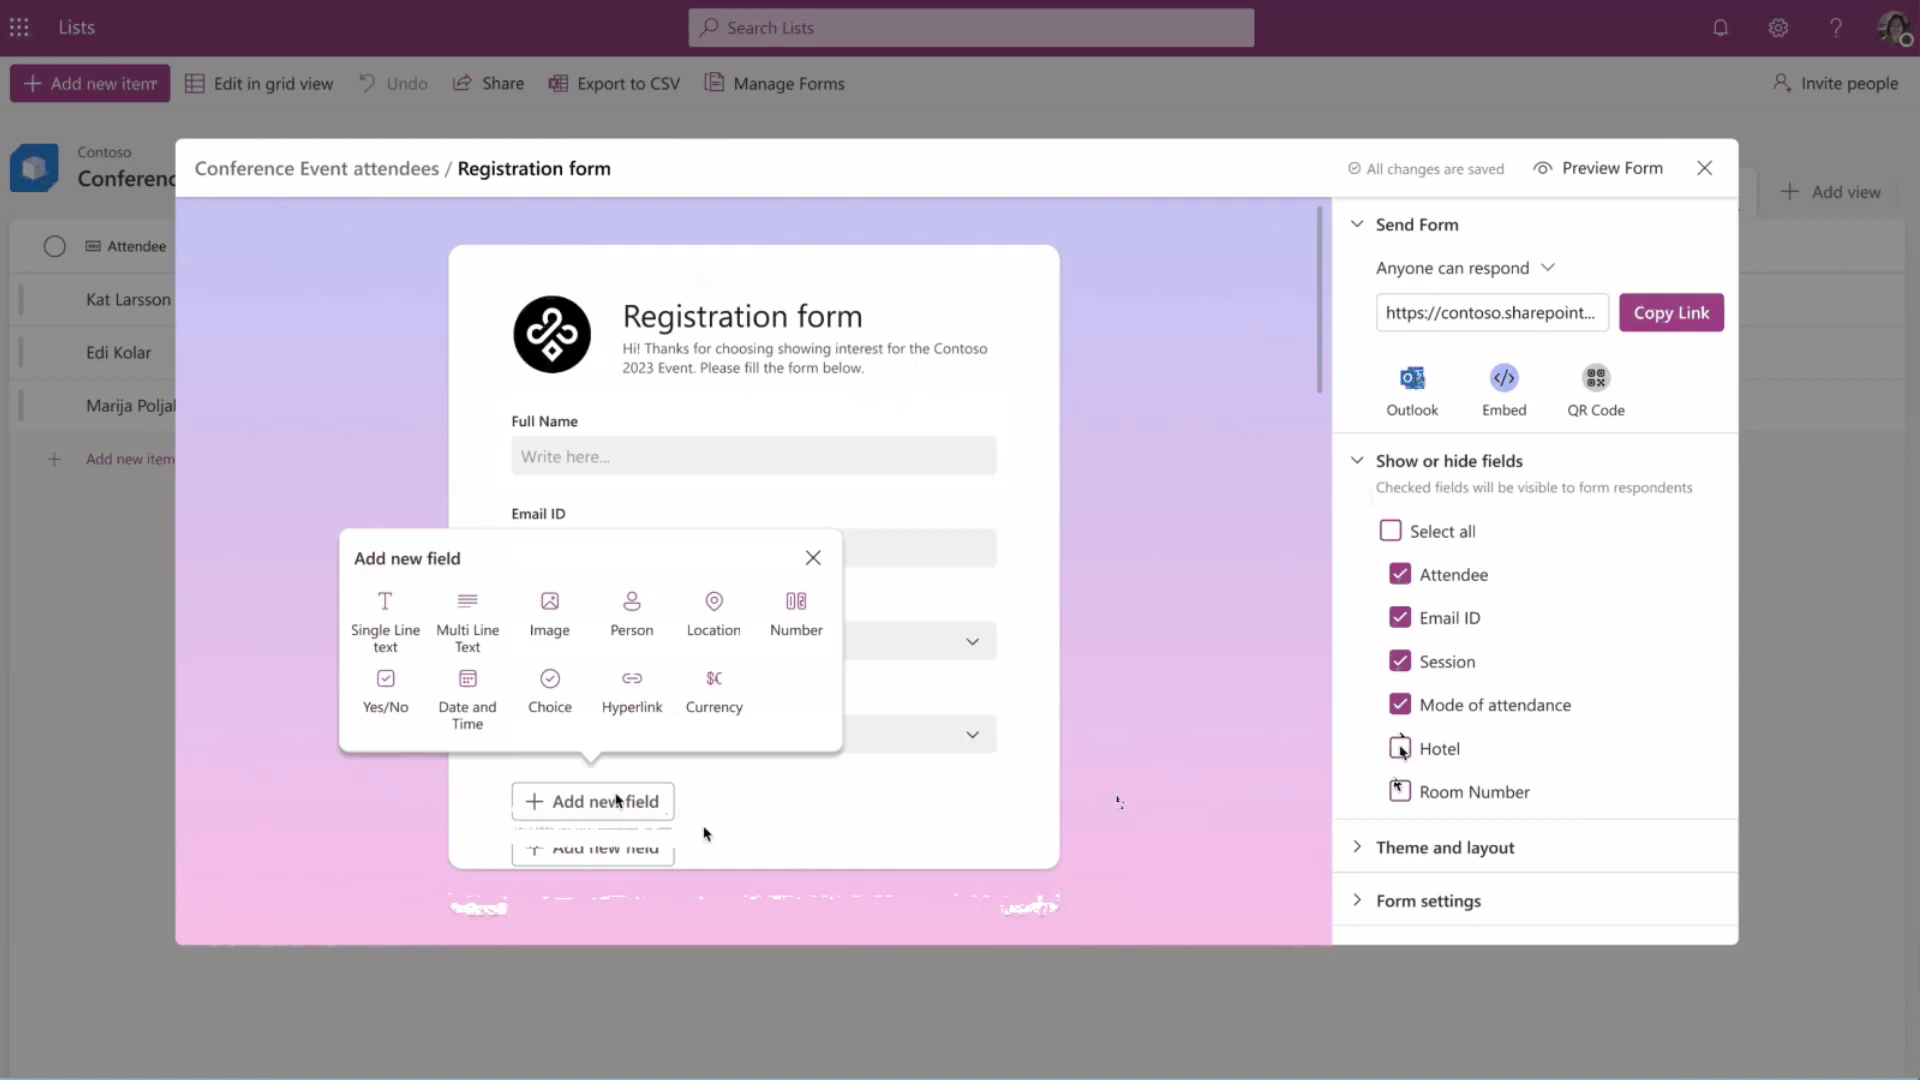 Lists
Search Lists
Add new item
Edit in grid view
Undo
Share
Export to CSV
Manage Forms
Invite people
Contoso
Conferenc
Add view
Conference Event attendees / Registration form
All changes are saved
Preview Form
Attendee
Kat Larsson
Edi Kolar
Marija Poljal
Add new item
Registration form
Hi! Thanks for choosing showing interest for the Contoso
2023 Event. Please fill the form below.
Full Name
Write here...
Email ID
Add new field
Single Line
text
Multi Line
Text
Image
Person
Location
Number
Yes/No
Date and
Time
Choice
Hyperlink
$€
Currency
Add new field
Add new field
Send Form
Anyone can respond
https://contoso.sharepoint...
Copy Link
Outlook
Embed
QR Code
Show or hide fields
Checked fields will be visible to form respondents
Select all
Attendee
Email ID
Session
Mode of attendance
Hotel
Room Number
Theme and layout
Form settings